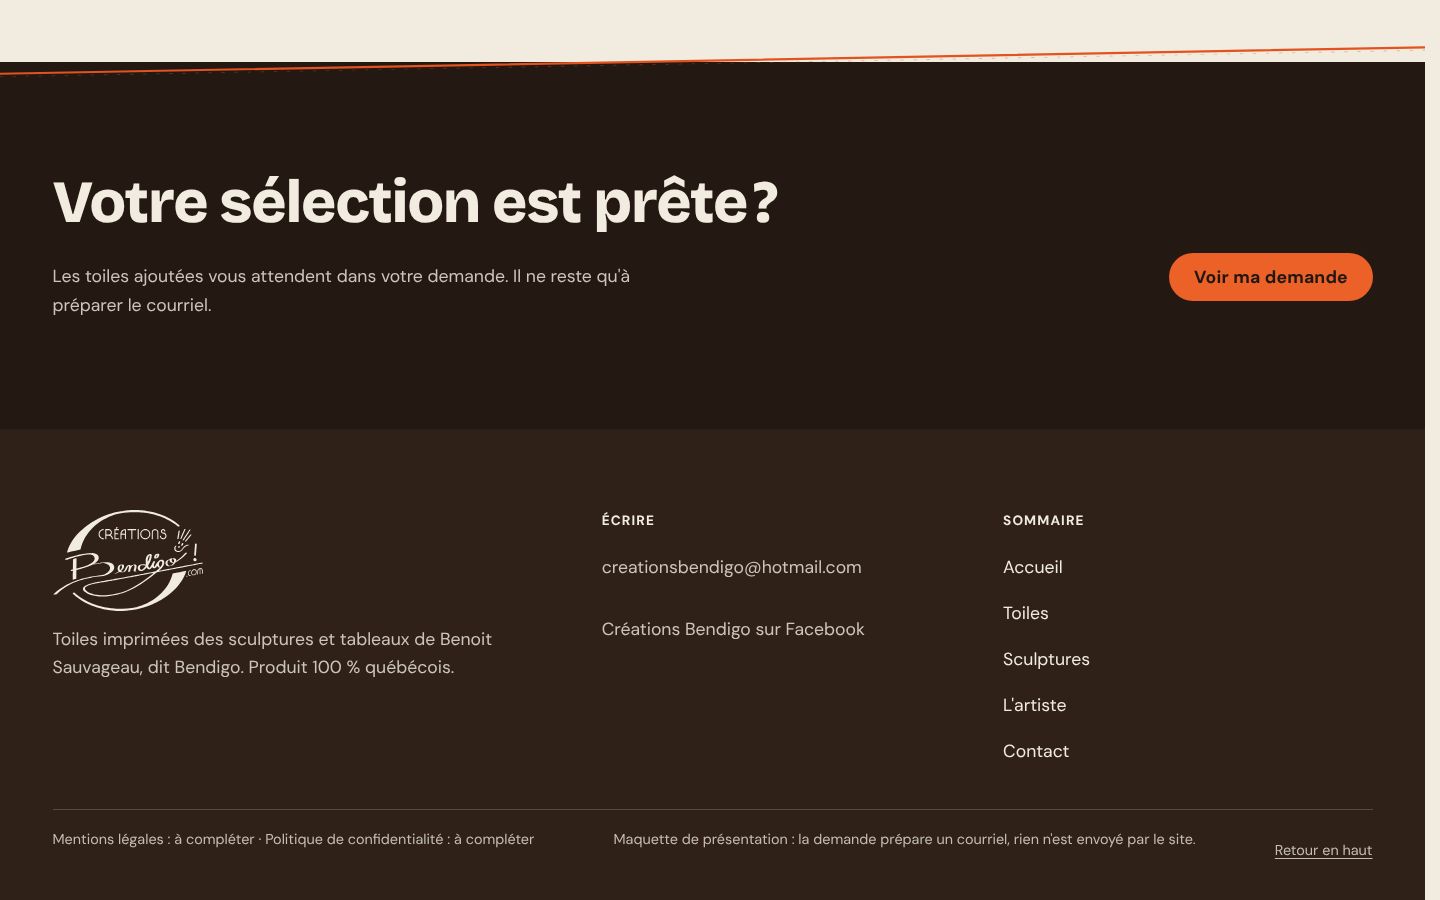 Votre sélection est prête ?
Les toiles ajoutées vous attendent dans votre demande. Il ne reste qu'à
préparer le courriel.
Voir ma demande
CRÉATIONS
Bendigo !
.com
Toiles imprimées des sculptures et tableaux de Benoit
Sauvageau, dit Bendigo. Produit 100 % québécois.
ÉCRIRE
creationsbendigo@hotmail.com
Créations Bendigo sur Facebook
SOMMAIRE
Accueil
Toiles
Sculptures
L'artiste
Contact
Mentions légales : à compléter · Politique de confidentialité : à compléter
Maquette de présentation : la demande prépare un courriel, rien n'est envoyé par le site.
Retour en haut